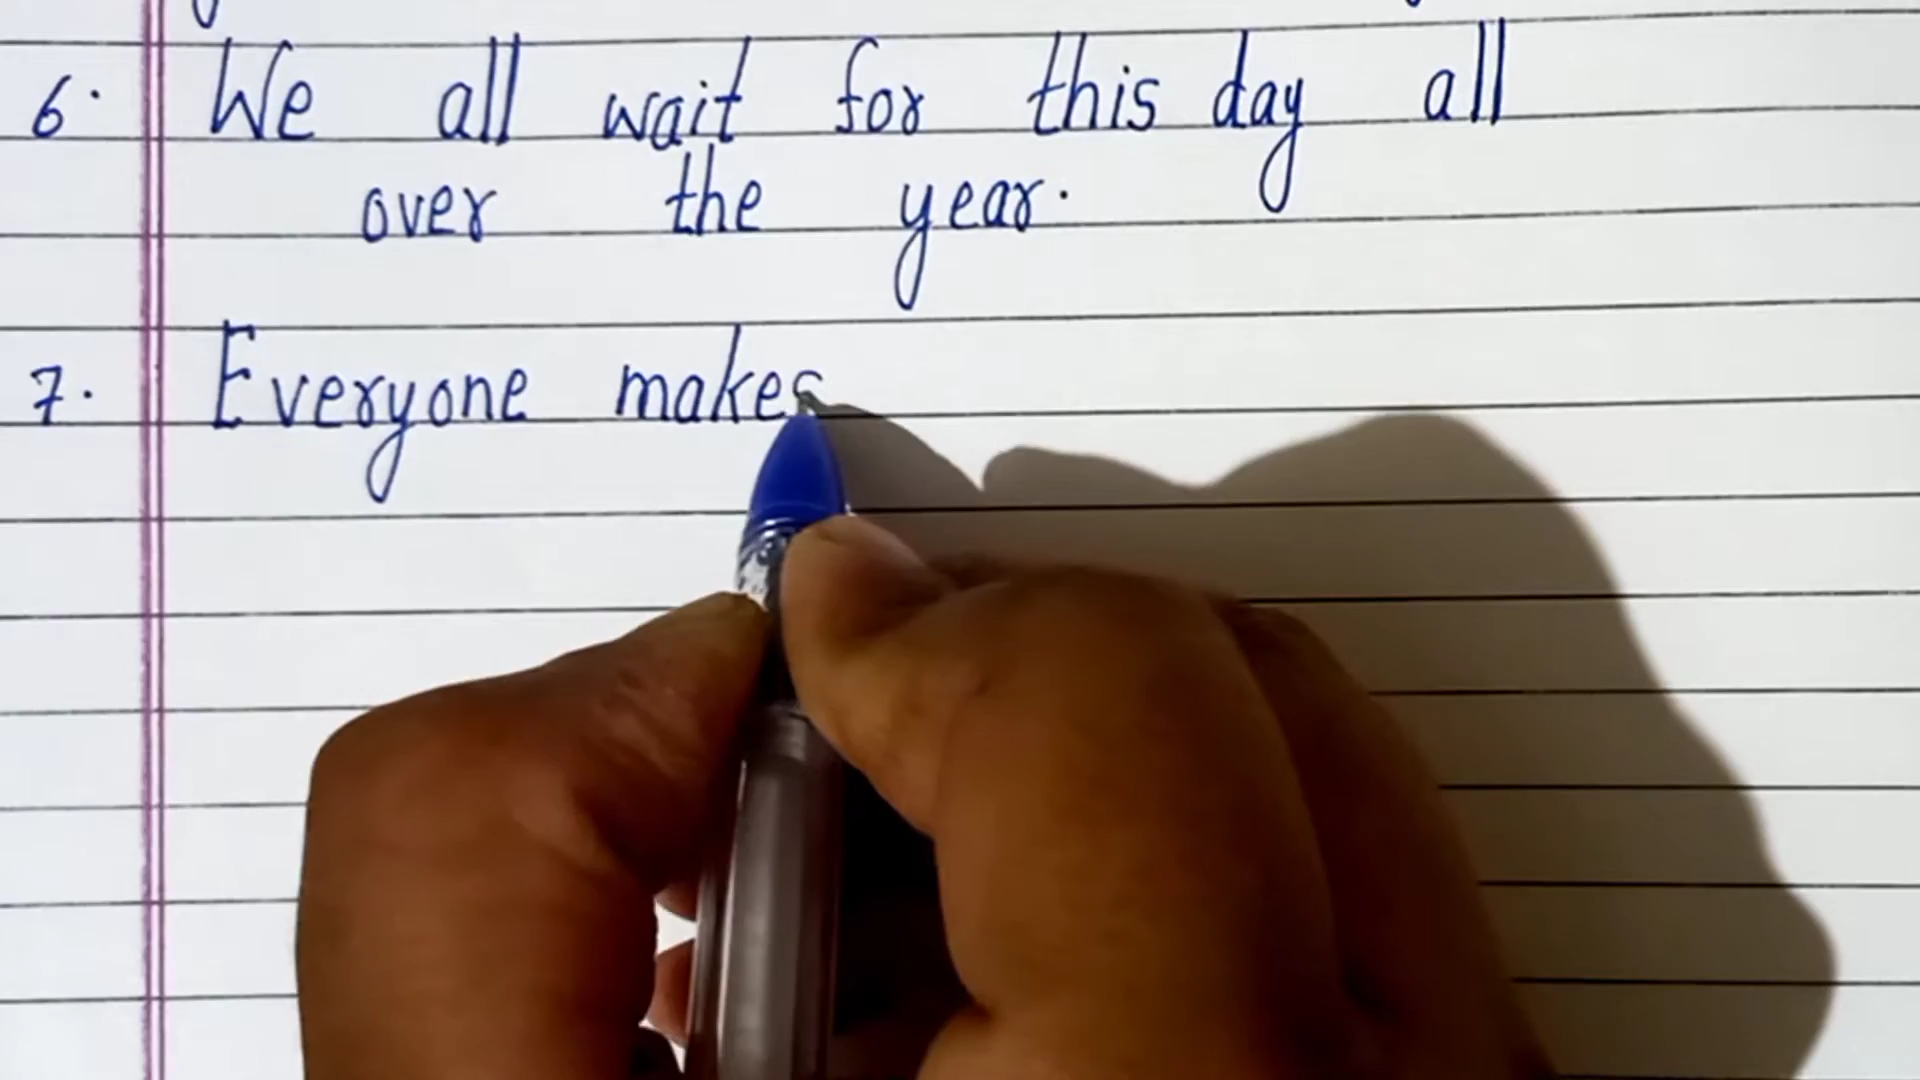 6. We all wait for this day all
over the year.
7. Everyone makes